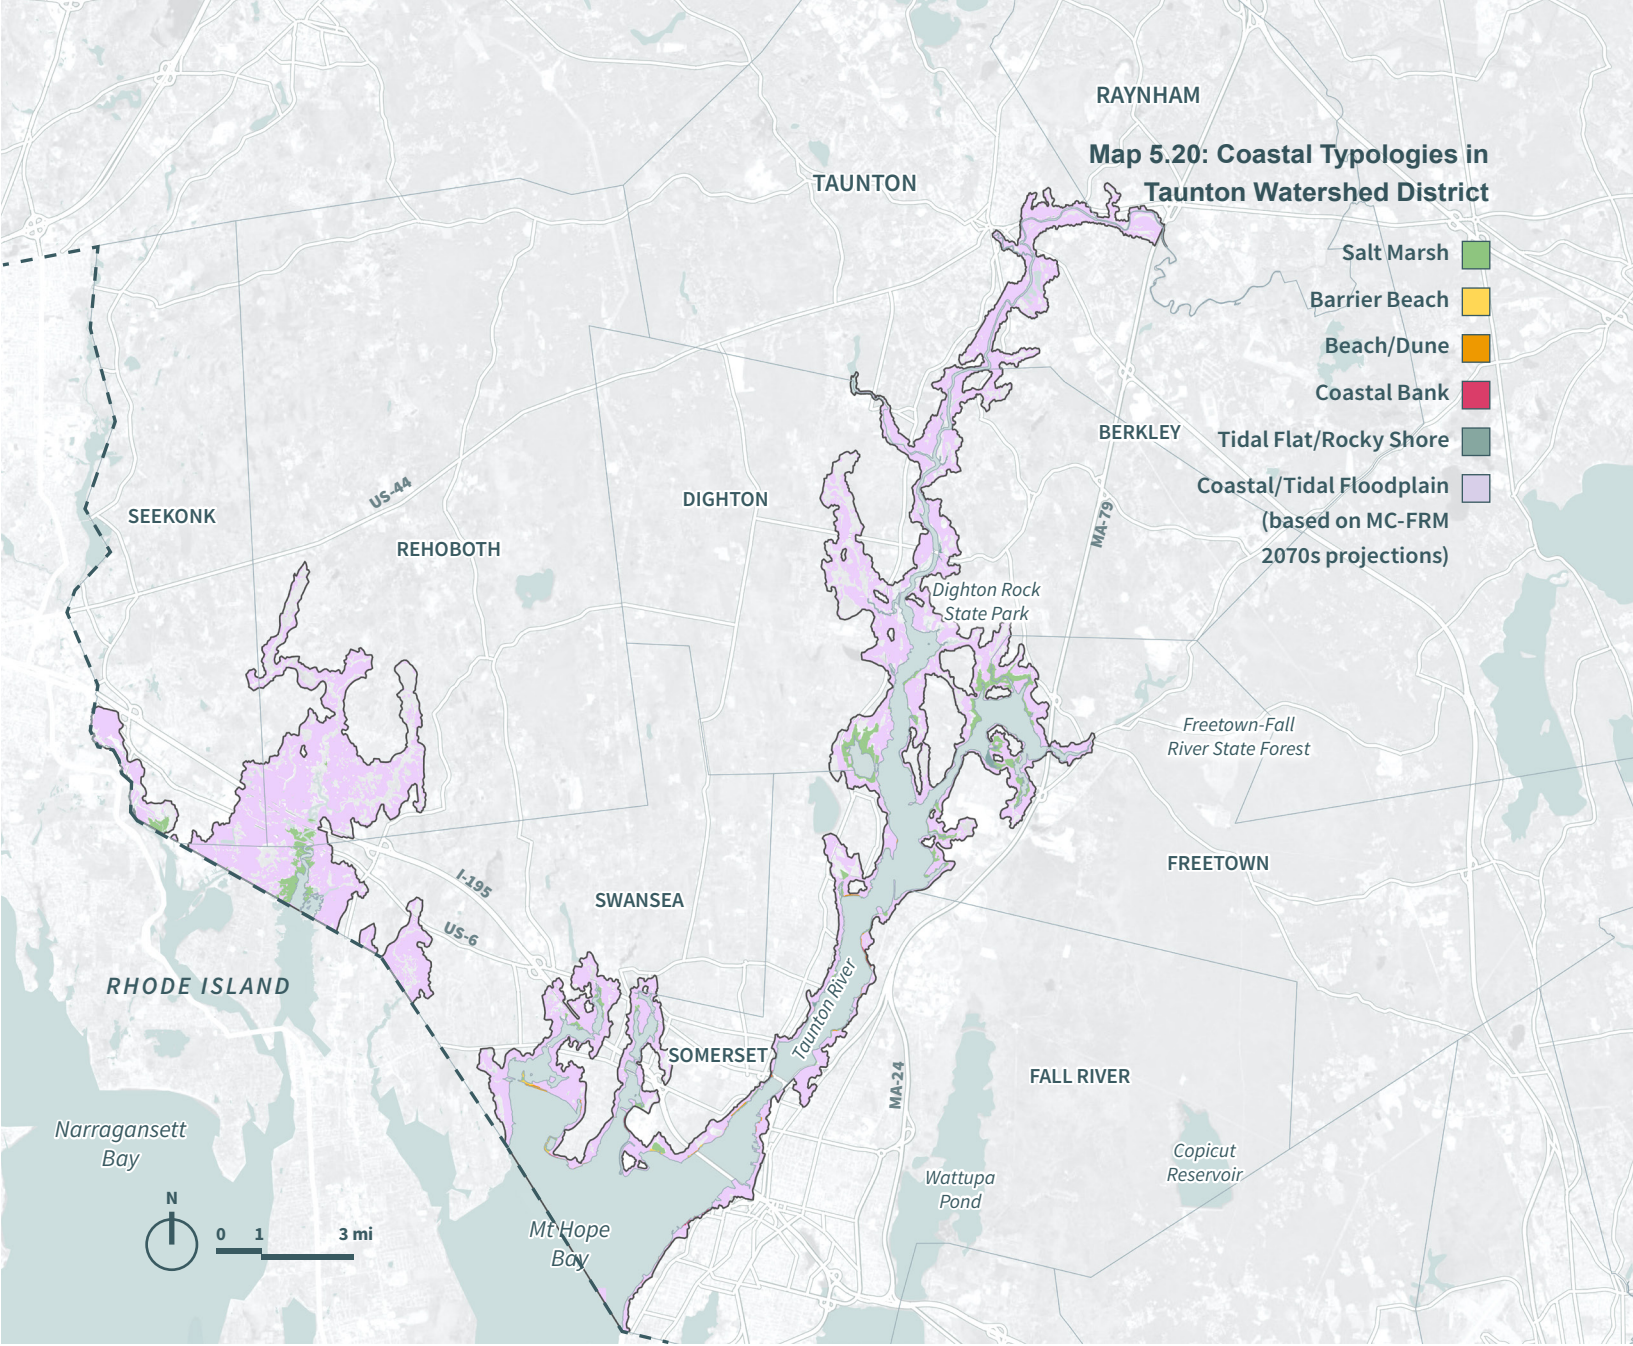 RAYNHAM
Map 5.20: Coastal Typologies in
Taunton Watershed District
TAUNTON
Salt Marsh
Barrier Beach
Beach/Dune
Coastal Bank
Tidal Flat/Rocky Shore
Coastal/Tidal Floodplain
(based on MC-FRM
2070s projections)
BERKLEY
US-44
DIGHTON
SEEKONK
MA-79
REHOBOTH
Dighton Rock
State Park
Freetown-Fall
River State Forest
FREETOWN
I-195
SWANSEA
US-6
RHODE ISLAND
Taunton River
SOMERSET
MA-24
FALL RIVER
Narragansett
Bay
Copicut
Reservoir
Wattupa
Pond
N
0 1 3 mi
Mt Hope
Bay